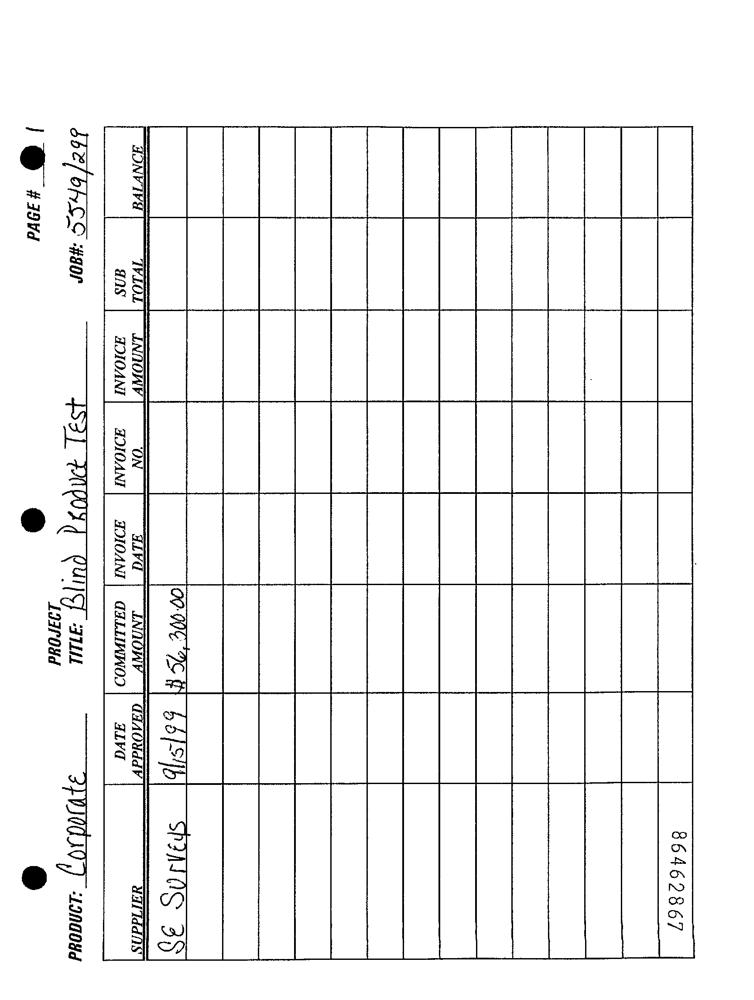 PAGE # 1
PRODUCT: Corporate PROJECT TITLE: Blind Product Test JOB#: 5549/299
SUPPLIER DATE APPROVED COMMITTED AMOUNT INVOICE DATE INVOICE NO. INVOICE AMOUNT SUB TOTAL BALANCE
SE Surveys 9/15/99 $56,300.00
86462867